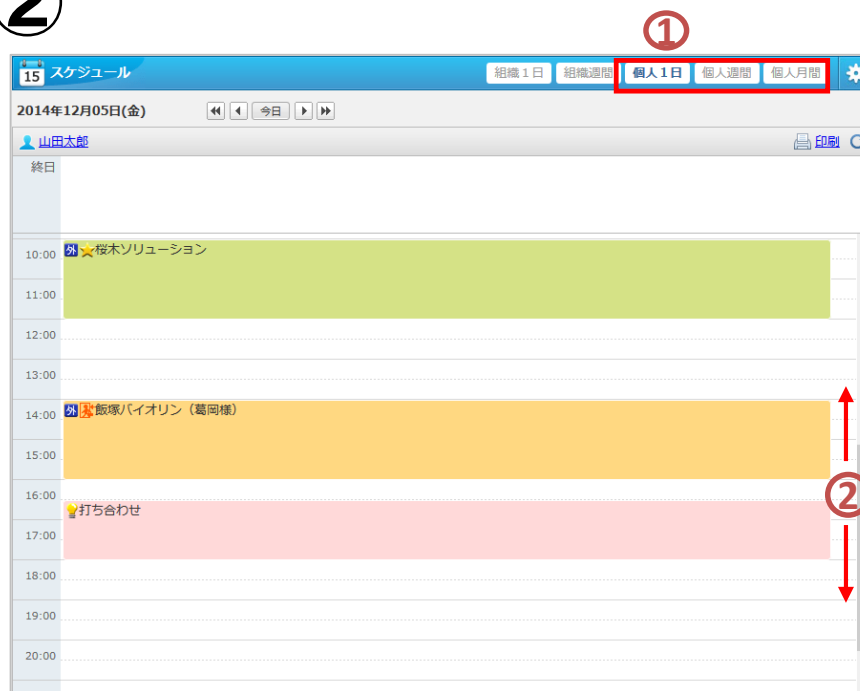 ②
①
15 スケジュール 組織1日 組織週間 個人1日 個人週間 個人月間
2014年12月05日(金) 今日
山田太郎 印刷
終日
10:00 外 桜木ソリューション
11:00
12:00
13:00
14:00 外 飯塚バイオリン（葛岡様）
15:00
②
16:00 打ち合わせ
17:00
18:00
19:00
20:00